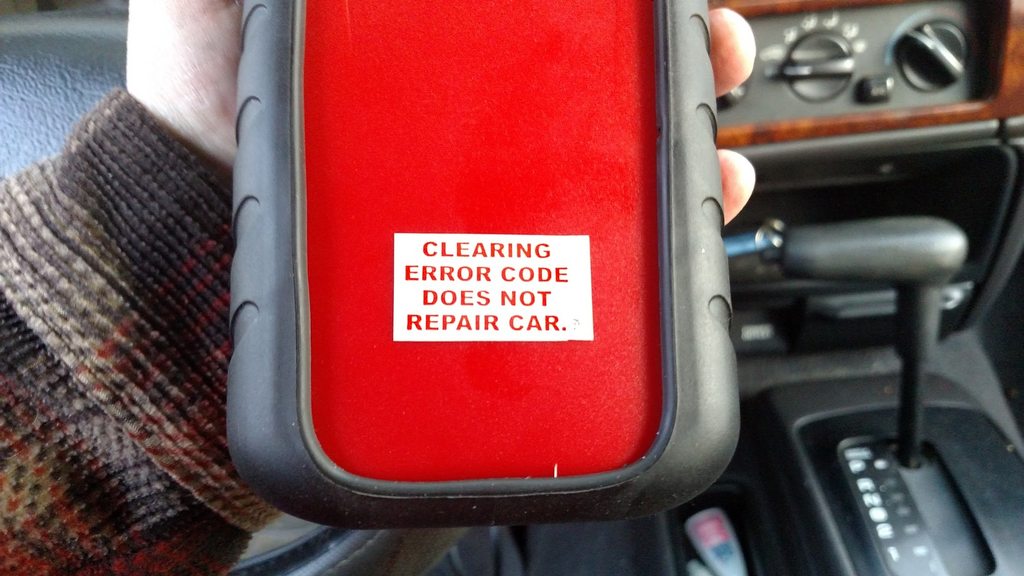 CLEARING
ERROR CODE
DOES NOT
REPAIR CAR.